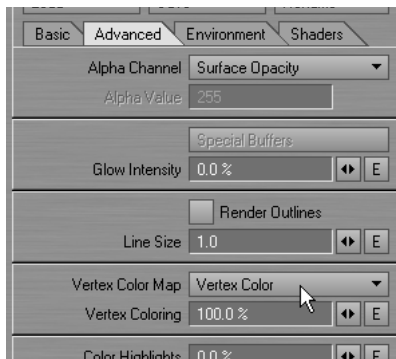 Basic Advanced Environment Shaders
Alpha Channel Surface Opacity
Alpha Value 255
Special Buffers
Glow Intensity 0.0 % E
Render Outlines
Line Size 1.0 E
Vertex Color Map Vertex Color
Vertex Coloring 100.0 % E
Color Highlights 0.0 % E